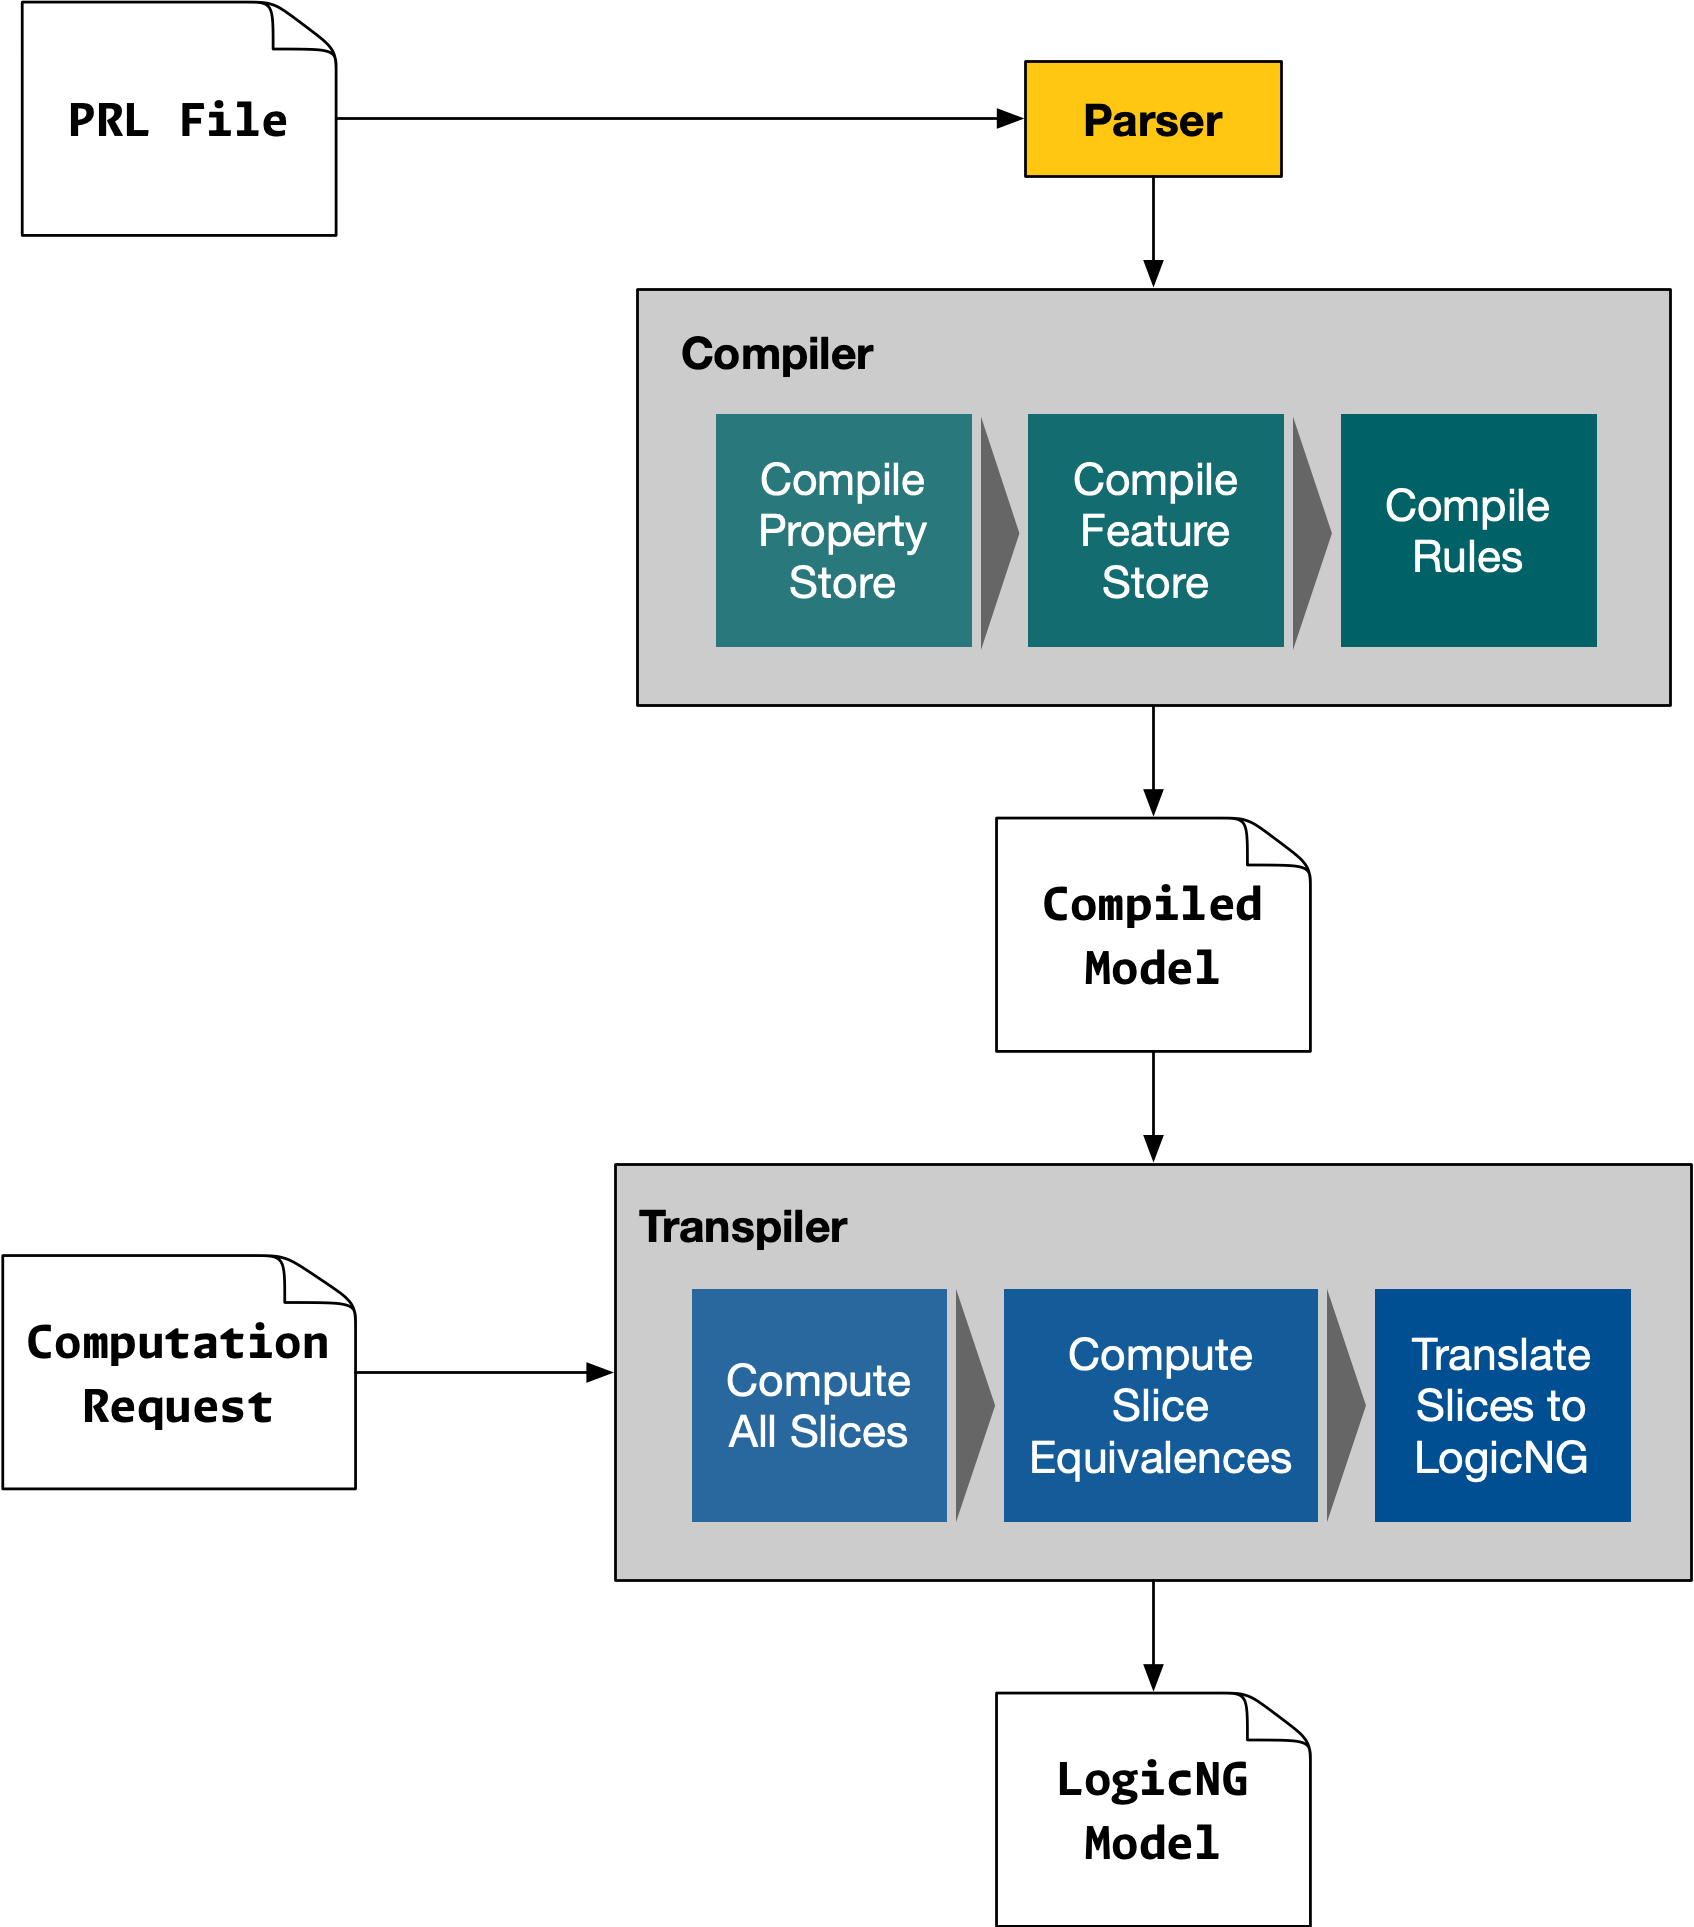 PRL File
Parser
Compiler
Compile
Property
Store
Compile
Feature
Store
Compile
Rules
Compiled
Model
Transpiler
Computation
Request
Compute
All Slices
Compute
Slice
Equivalences
Translate
Slices to
LogicNG
LogicNG
Model